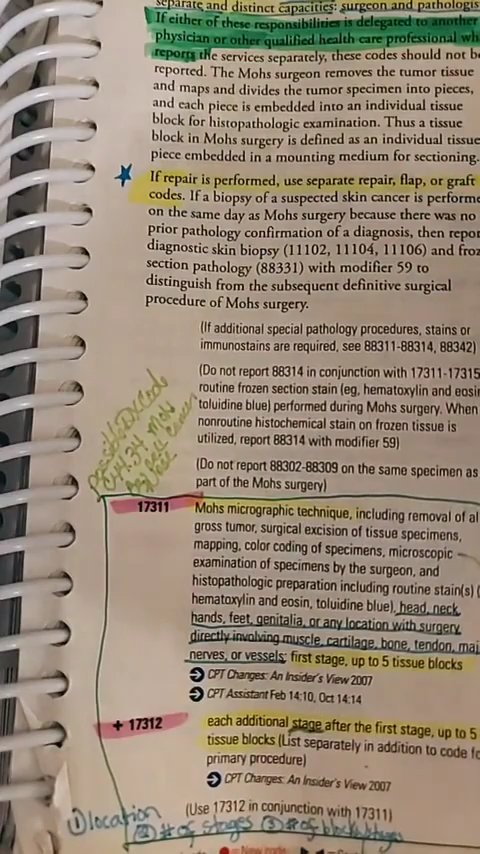 separate and distinct capacities: surgeon and pathologis
If either of these responsibilities is delegated to another
physician or other qualified health care professional wh
reports the services separately, these codes should not b
reported. The Mohs surgeon removes the tumor tissue
and maps and divides the tumor specimen into pieces,
and each piece is embedded into an individual tissue
block for histopathologic examination. Thus a tissue
block in Mohs surgery is defined as an individual tissue
piece embedded in a mounting medium for sectioning.
If repair is performed, use separate repair, flap, or graft
codes. If a biopsy of a suspected skin cancer is performe
on the same day as Mohs surgery because there was no
prior pathology confirmation of a diagnosis, then repor
diagnostic skin biopsy (11102, 11104, 11106) and froz
section pathology (88331) with modifier 59 to
distinguish from the subsequent definitive surgical
procedure of Mohs surgery.
(If additional special pathology procedures, stains or
immunostains are required, see 88311-88314, 88342)
(Do not report 88314 in conjunction with 17311-17315
routine frozen section stain (eg, hematoxylin and eosin
toluidine blue) performed during Mohs surgery. When
nonroutine histochemical stain on frozen tissue is
utilized, report 88314 with modifier 59)
(Do not report 88302-88309 on the same specimen as
part of the Mohs surgery)
Possible Dx Code
17311 Mohs micrographic technique, including removal of al
gross tumor, surgical excision of tissue specimens,
mapping, color coding of specimens, microscopic
examination of specimens by the surgeon, and
histopathologic preparation including routine stain(s) (
hematoxylin and eosin, toluidine blue), head, neck,
hands, feet, genitalia, or any location with surgery
directly involving muscle, cartilage, bone, tendon, maj
nerves, or vessels; first stage, up to 5 tissue blocks
CPT Changes: An Insider's View 2007
CPT Assistant Feb 14:10, Oct 14:14
+ 17312 each additional stage after the first stage, up to 5
tissue blocks (List separately in addition to code fo
primary procedure)
CPT Changes: An Insider's View 2007
(Use 17312 in conjunction with 17311)
① location
② # of stages ③ # of blocks/stages